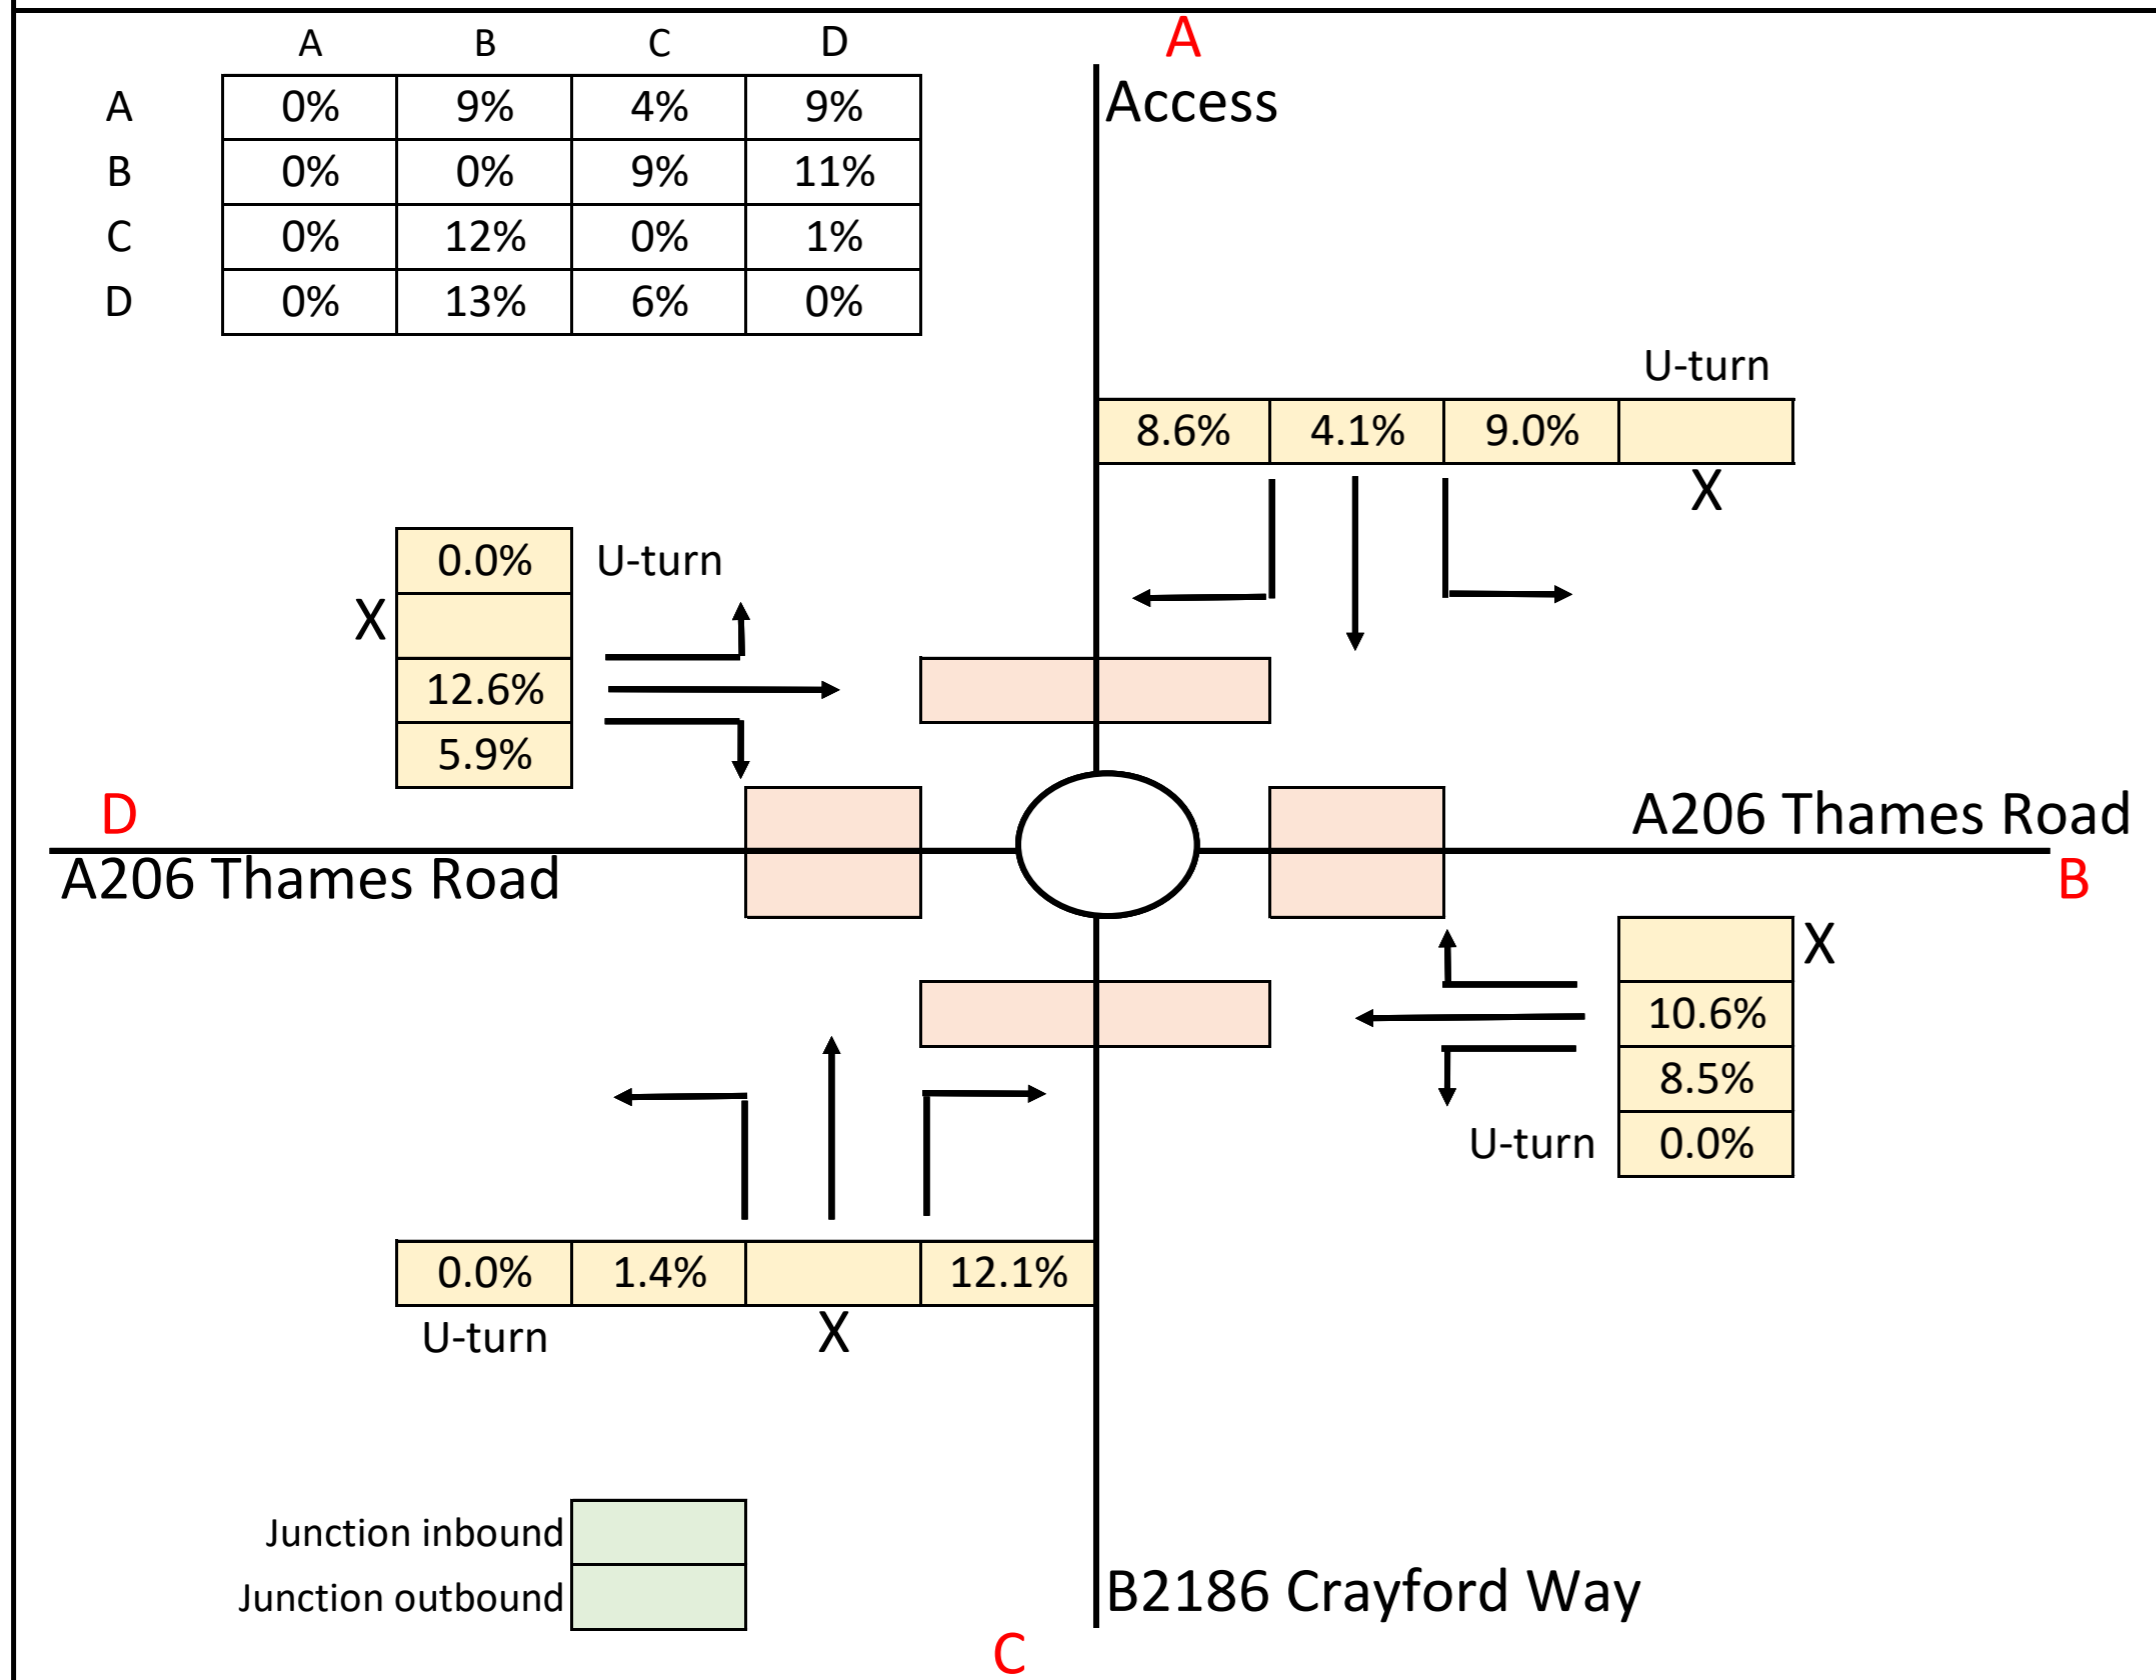 A B C D
A 0% 9% 4% 9%
B 0% 0% 9% 11%
C 0% 12% 0% 1%
D 0% 13% 6% 0%
A
Access
U-turn
8.6% 4.1% 9.0%
X
0.0% U-turn
X
12.6%
5.9%
D
A206 Thames Road
A206 Thames Road
B
X
10.6%
8.5%
U-turn 0.0%
0.0% 1.4% 12.1%
U-turn X
Junction inbound
Junction outbound
B2186 Crayford Way
C